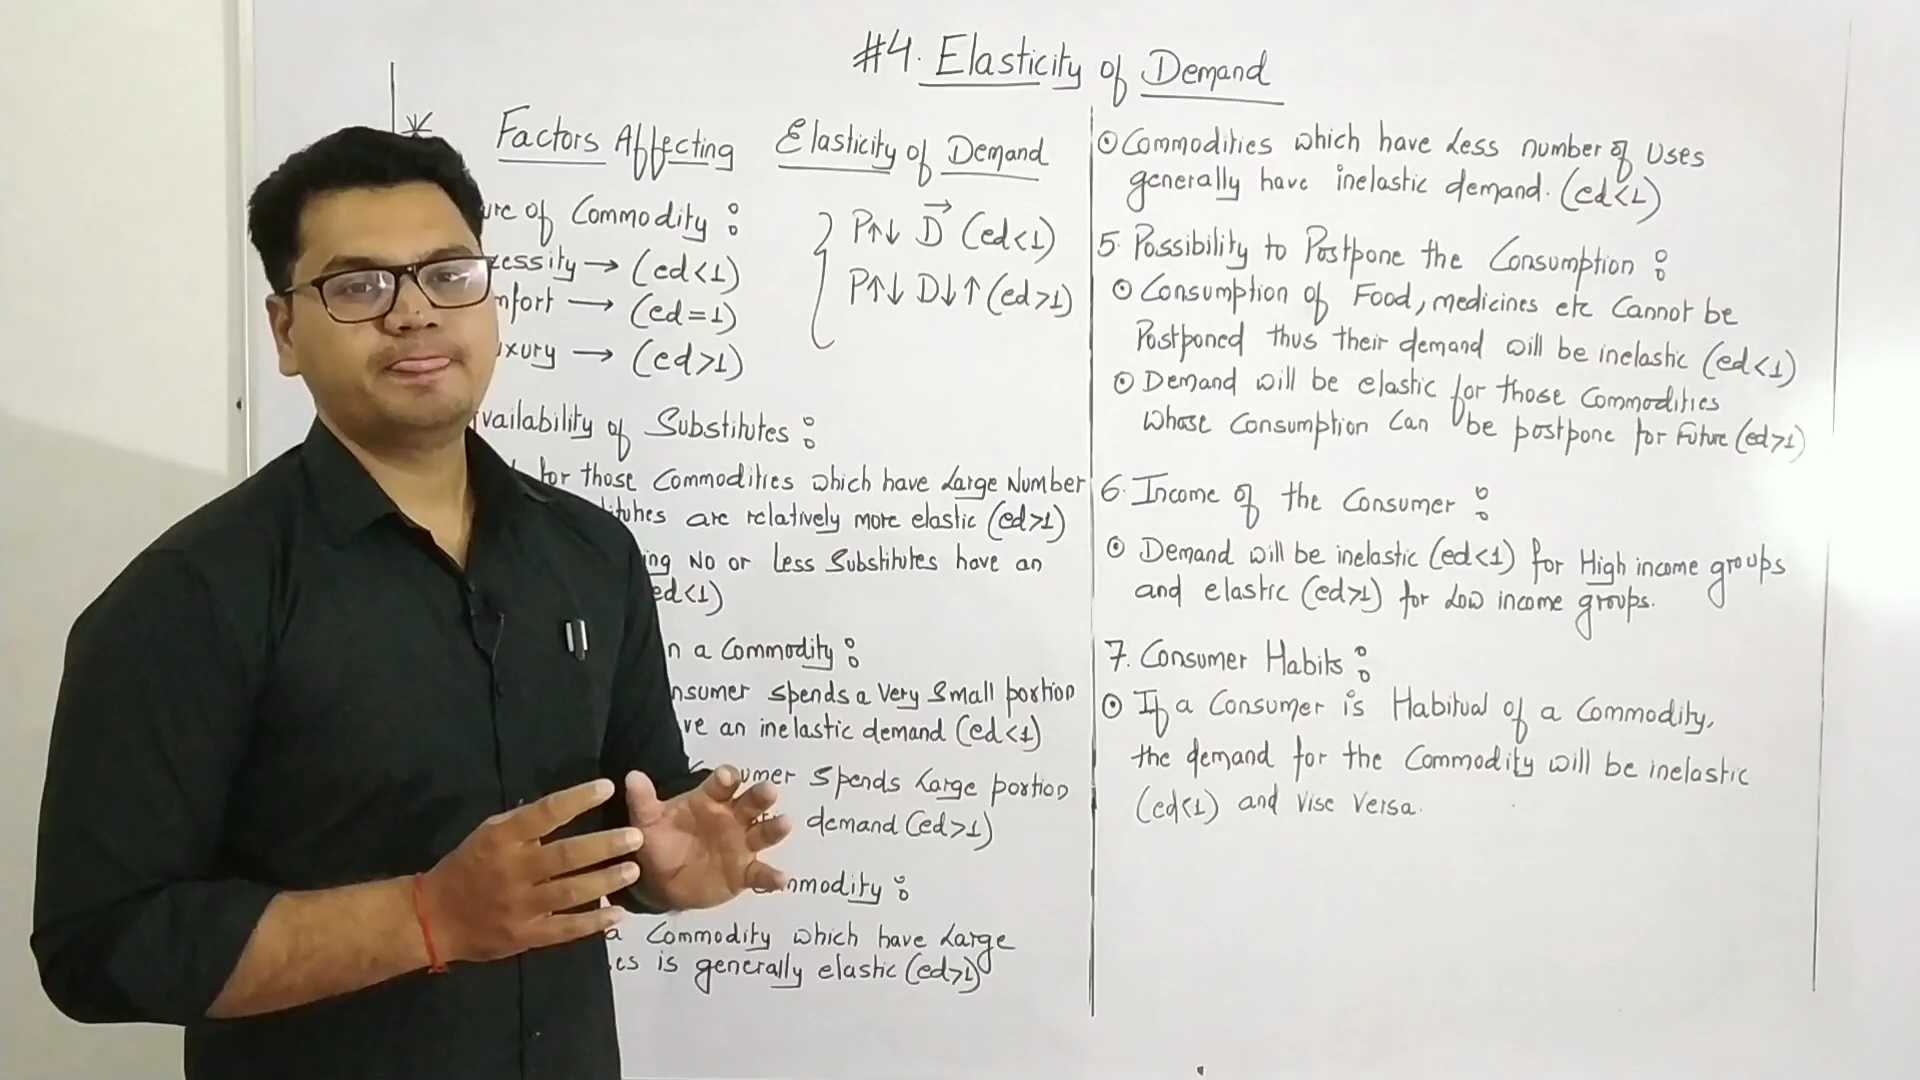 #4. Elasticity of Demand
Factors Affecting Elasticity of Demand
ure of Commodity :
cessity → (ed<1)
mfort → (ed=1)
uxury → (ed>1)
P↑↓ D→ (ed<1)
P↑↓ D↓↑ (ed>1)
vailability of Substitutes :
for those Commodities which have Large Number
itutes are relatively more elastic (ed>1)
ing No or Less Substitutes have an
ed<1)
n a Commodity :
nsumer spends a very small portion
ve an inelastic demand (ed<1)
umer spends Large portion
demand (ed>1)
mmodity :
a Commodity which have Large
es is generally elastic (ed>1)
⊙ Commodities which have Less number of Uses
generally have inelastic demand. (ed<1)
5. Possibility to Postpone the Consumption :
⊙ Consumption of Food, medicines etc Cannot be
Postponed thus their demand will be inelastic (ed<1)
⊙ Demand will be elastic for those Commodities
whose Consumption Can be postpone for Future (ed>1)
6. Income of the Consumer :
⊙ Demand will be inelastic (ed<1) for High income groups
and elastic (ed>1) for Low income groups.
7. Consumer Habits :
⊙ If a Consumer is Habitual of a Commodity,
the demand for the Commodity will be inelastic
(ed<1) and Vise Versa.